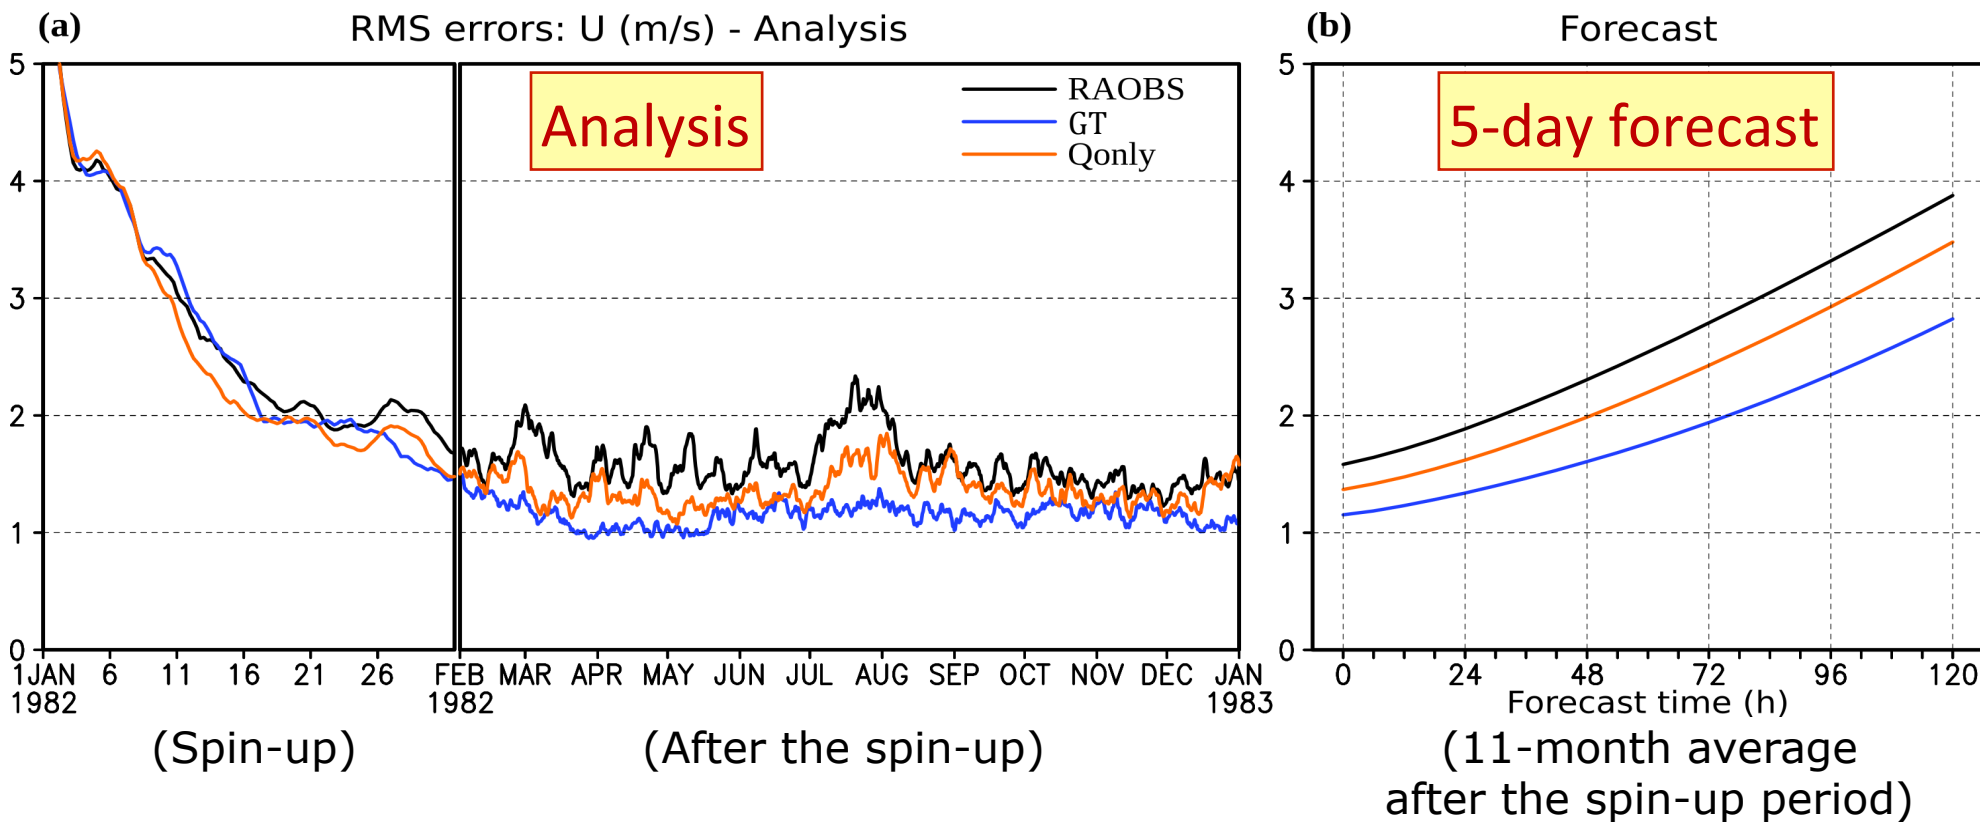 (a) RMS errors: U (m/s) - Analysis
5
4
3
2
1
0
Analysis
RAOBS
GT
Qonly
1JAN 6 11 16 21 26 FEB MAR APR MAY JUN JUL AUG SEP OCT NOV DEC JAN
1982 1982 1983
(Spin-up) (After the spin-up)
(b) Forecast
5
4
3
2
1
0
5-day forecast
0 24 48 72 96 120
Forecast time (h)
(11-month average
after the spin-up period)